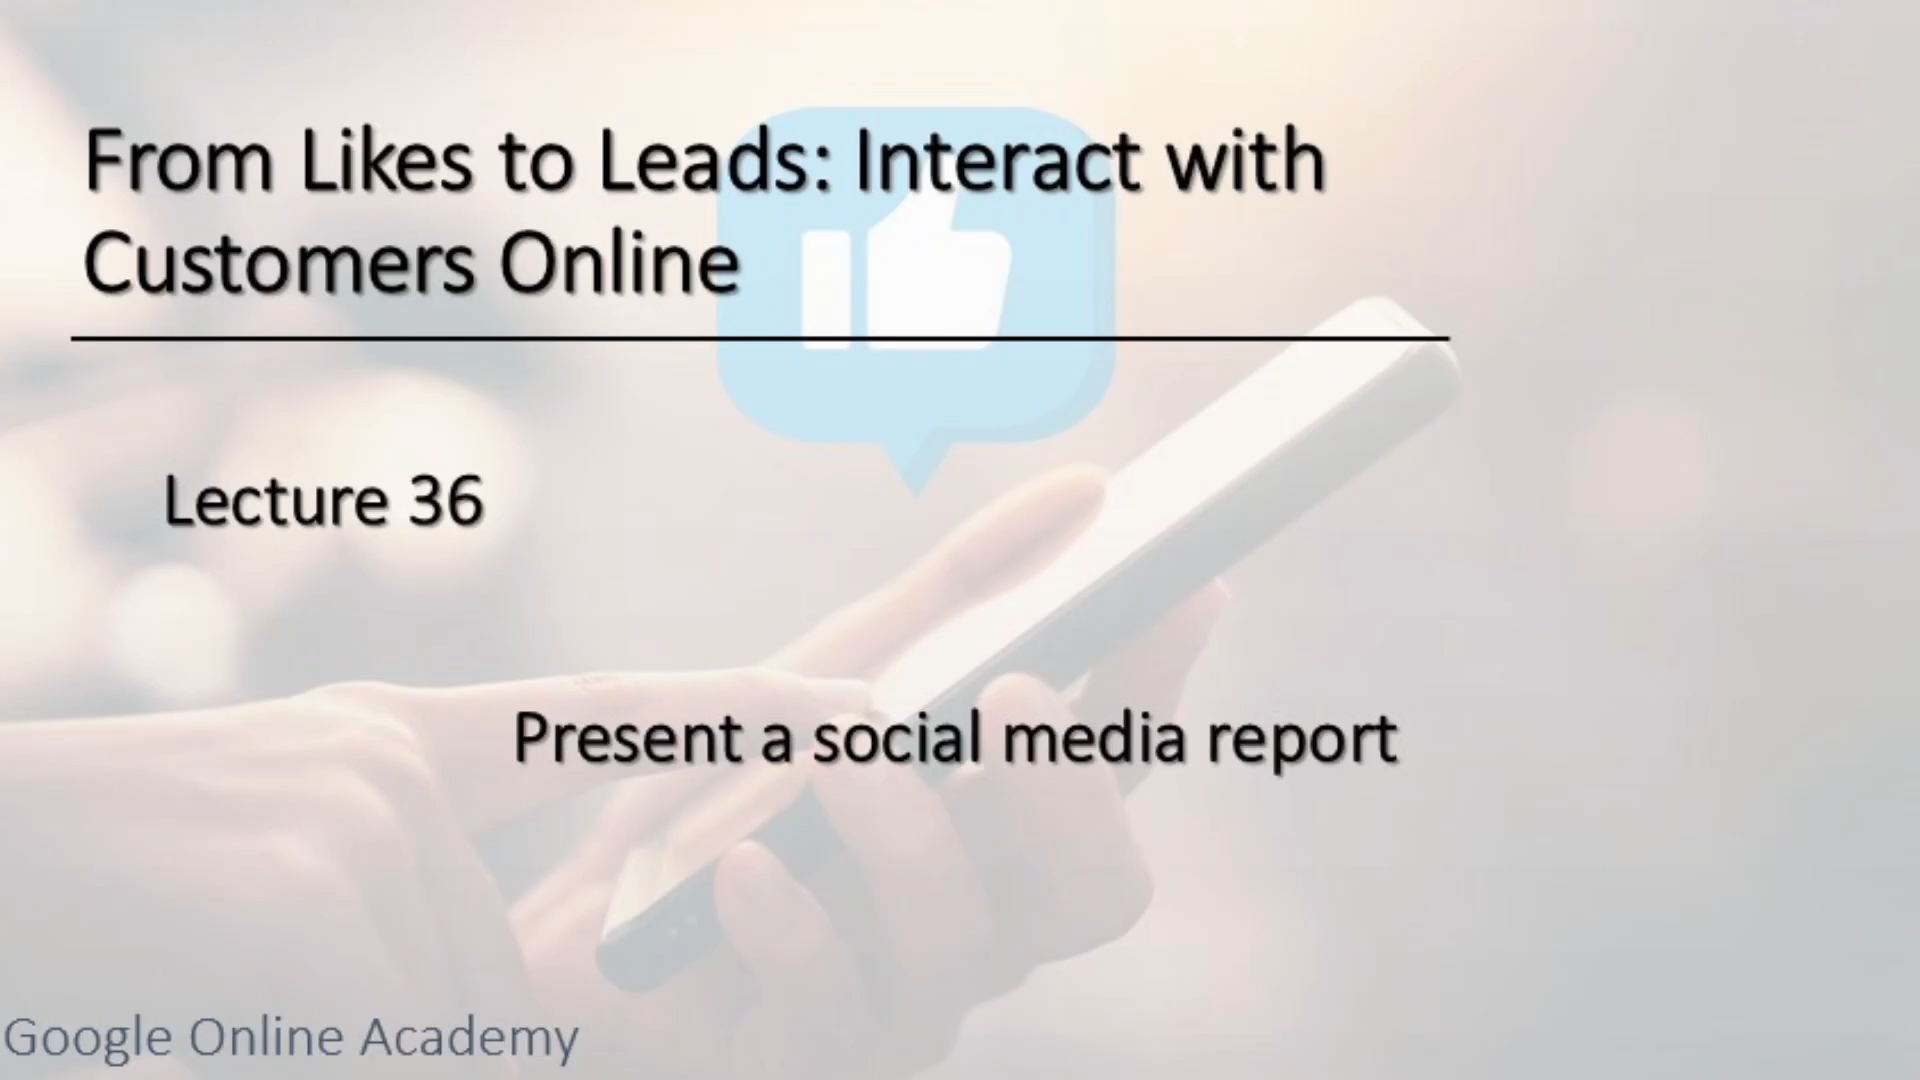 From Likes to Leads: Interact with
Customers Online
Lecture 36
Present a social media report
Google Online Academy